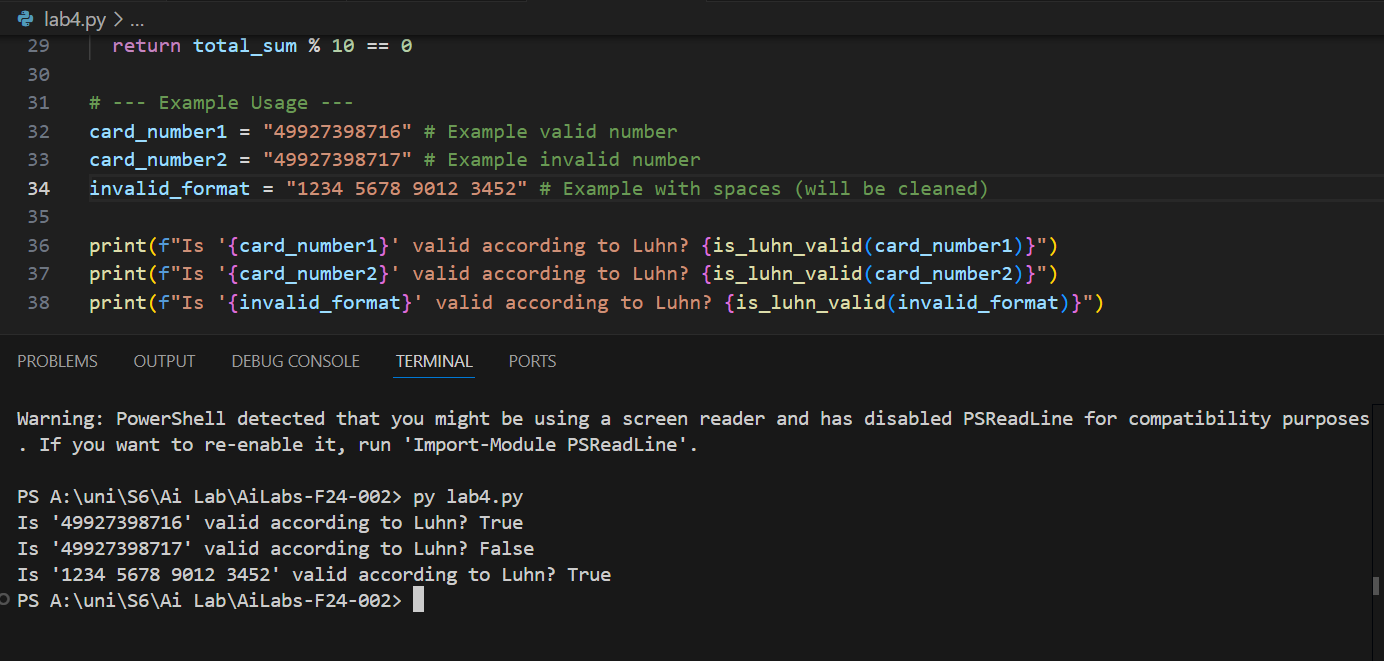 lab4.py > ...
29 return total_sum % 10 == 0
30
31 # --- Example Usage ---
32 card_number1 = "49927398716" # Example valid number
33 card_number2 = "49927398717" # Example invalid number
34 invalid_format = "1234 5678 9012 3452" # Example with spaces (will be cleaned)
35
36 print(f"Is '{card_number1}' valid according to Luhn? {is_luhn_valid(card_number1)}")
37 print(f"Is '{card_number2}' valid according to Luhn? {is_luhn_valid(card_number2)}")
38 print(f"Is '{invalid_format}' valid according to Luhn? {is_luhn_valid(invalid_format)}")
PROBLEMS OUTPUT DEBUG CONSOLE TERMINAL PORTS
Warning: PowerShell detected that you might be using a screen reader and has disabled PSReadLine for compatibility purposes
. If you want to re-enable it, run 'Import-Module PSReadLine'.
PS A:\uni\S6\Ai Lab\AiLabs-F24-002> py lab4.py
Is '49927398716' valid according to Luhn? True
Is '49927398717' valid according to Luhn? False
Is '1234 5678 9012 3452' valid according to Luhn? True
PS A:\uni\S6\Ai Lab\AiLabs-F24-002>